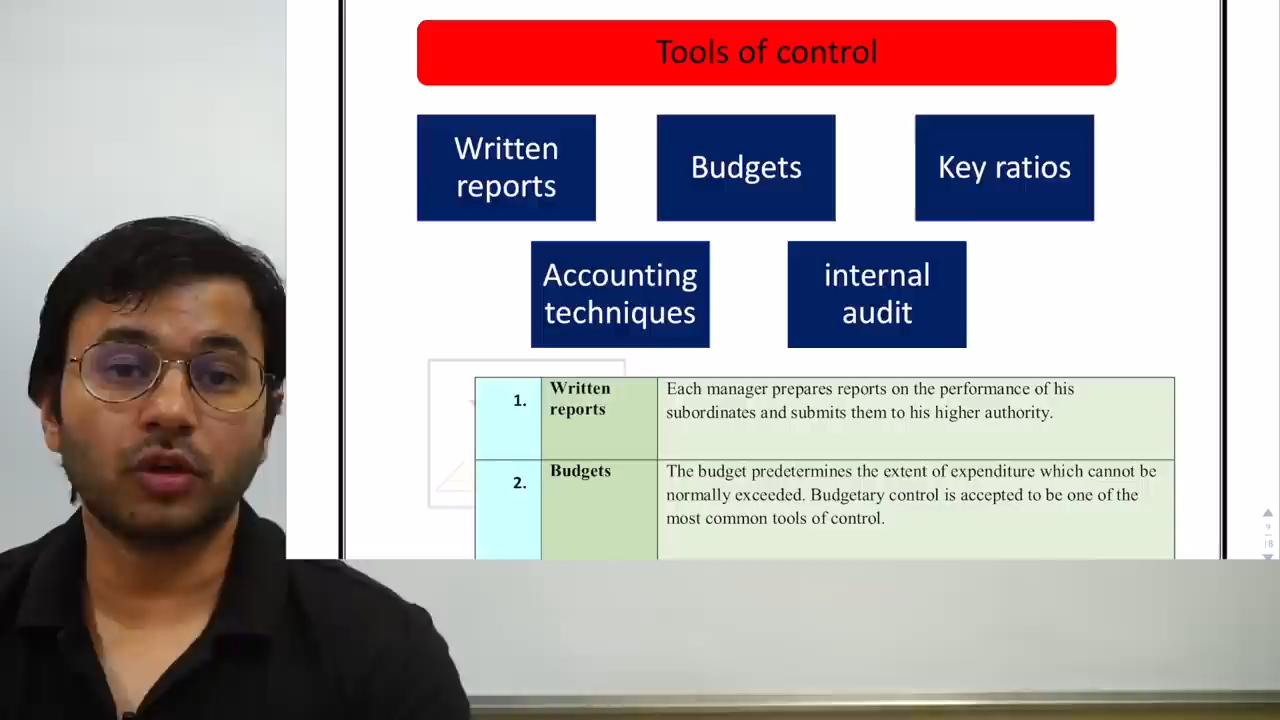 Tools of control
Written
reports
Budgets
Key ratios
Accounting
techniques
internal
audit
1.
Written
reports
Each manager prepares reports on the performance of his
subordinates and submits them to his higher authority.
2.
Budgets
The budget predetermines the extent of expenditure which cannot be
normally exceeded. Budgetary control is accepted to be one of the
most common tools of control.
9
18